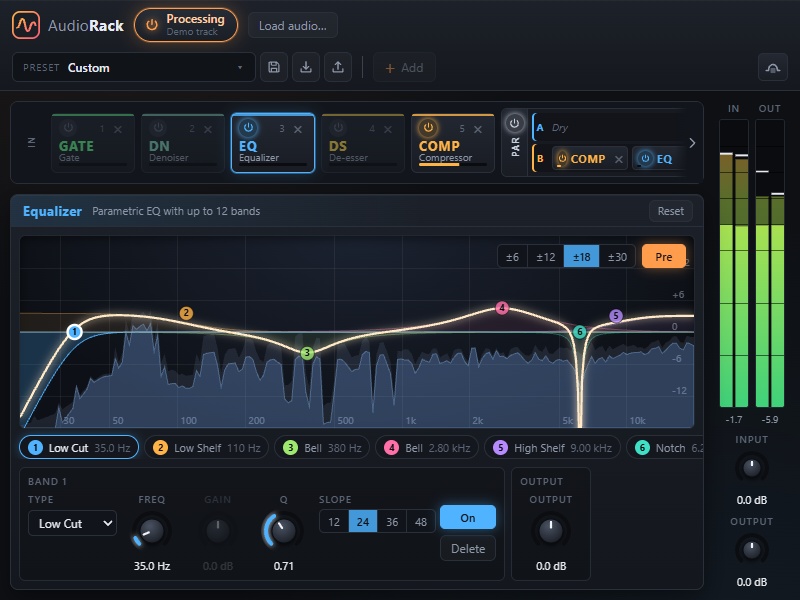 AudioRack
Processing
Demo track
Load audio...
PRESET Custom
+ Add
IN
1
GATE
Gate
2
DN
Denoiser
3
EQ
Equalizer
4
DS
De-esser
5
COMP
Compressor
PAR
A Dry
B COMP EQ
IN OUT
Equalizer Parametric EQ with up to 12 bands
Reset
±6 ±12 ±18 ±30 Pre
+6
0
-6
-12
1 2 3 4 5 6
30 50 100 200 500 1k 2k 5k 10k
1 Low Cut 35.0 Hz
2 Low Shelf 110 Hz
3 Bell 380 Hz
4 Bell 2.80 kHz
5 High Shelf 9.00 kHz
6 Notch 6.2
-1.7 -5.9
INPUT
0.0 dB
OUTPUT
0.0 dB
BAND 1
TYPE FREQ GAIN Q SLOPE
Low Cut
12 24 36 48
On
Delete
35.0 Hz 0.0 dB 0.71
OUTPUT
OUTPUT
0.0 dB